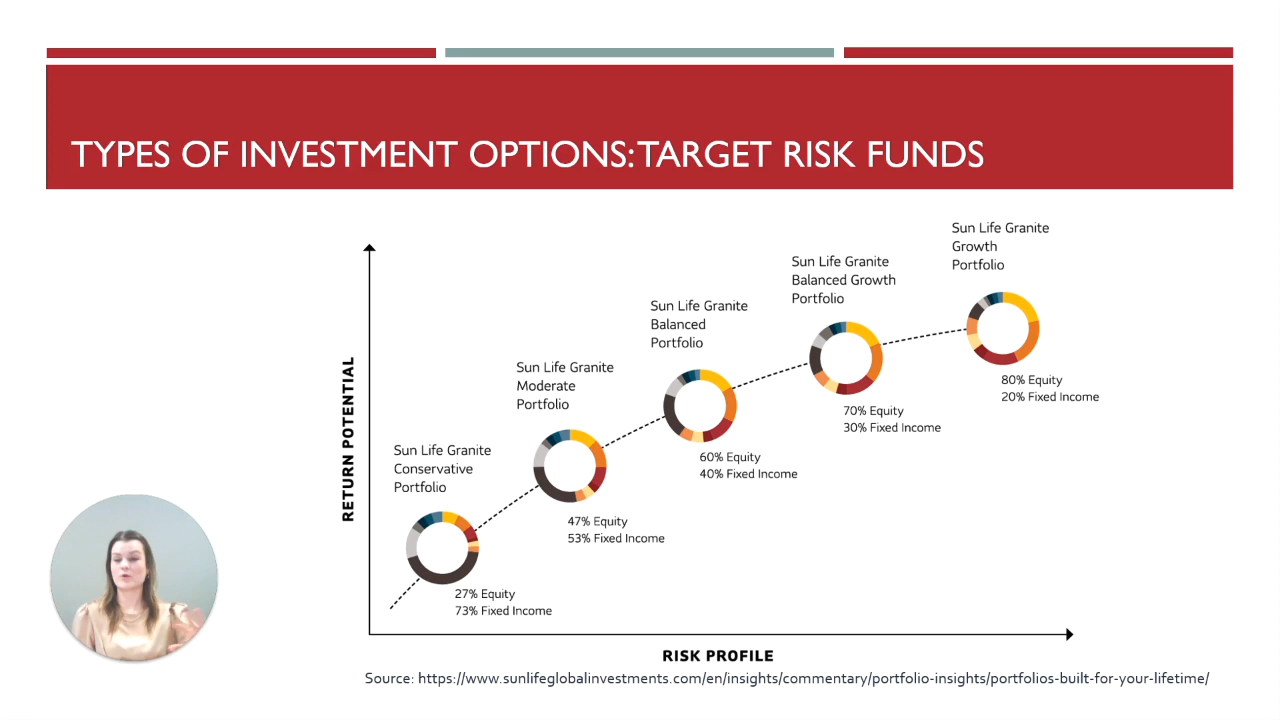 TYPES OF INVESTMENT OPTIONS: TARGET RISK FUNDS
Sun Life Granite
Growth
Portfolio
Sun Life Granite
Balanced Growth
Portfolio
Sun Life Granite
Balanced
Portfolio
Sun Life Granite
Moderate
Portfolio
Sun Life Granite
Conservative
Portfolio
80% Equity
20% Fixed Income
70% Equity
30% Fixed Income
60% Equity
40% Fixed Income
47% Equity
53% Fixed Income
27% Equity
73% Fixed Income
RETURN POTENTIAL
RISK PROFILE
Source: https://www.sunlifeglobalinvestments.com/en/insights/commentary/portfolio-insights/portfolios-built-for-your-lifetime/